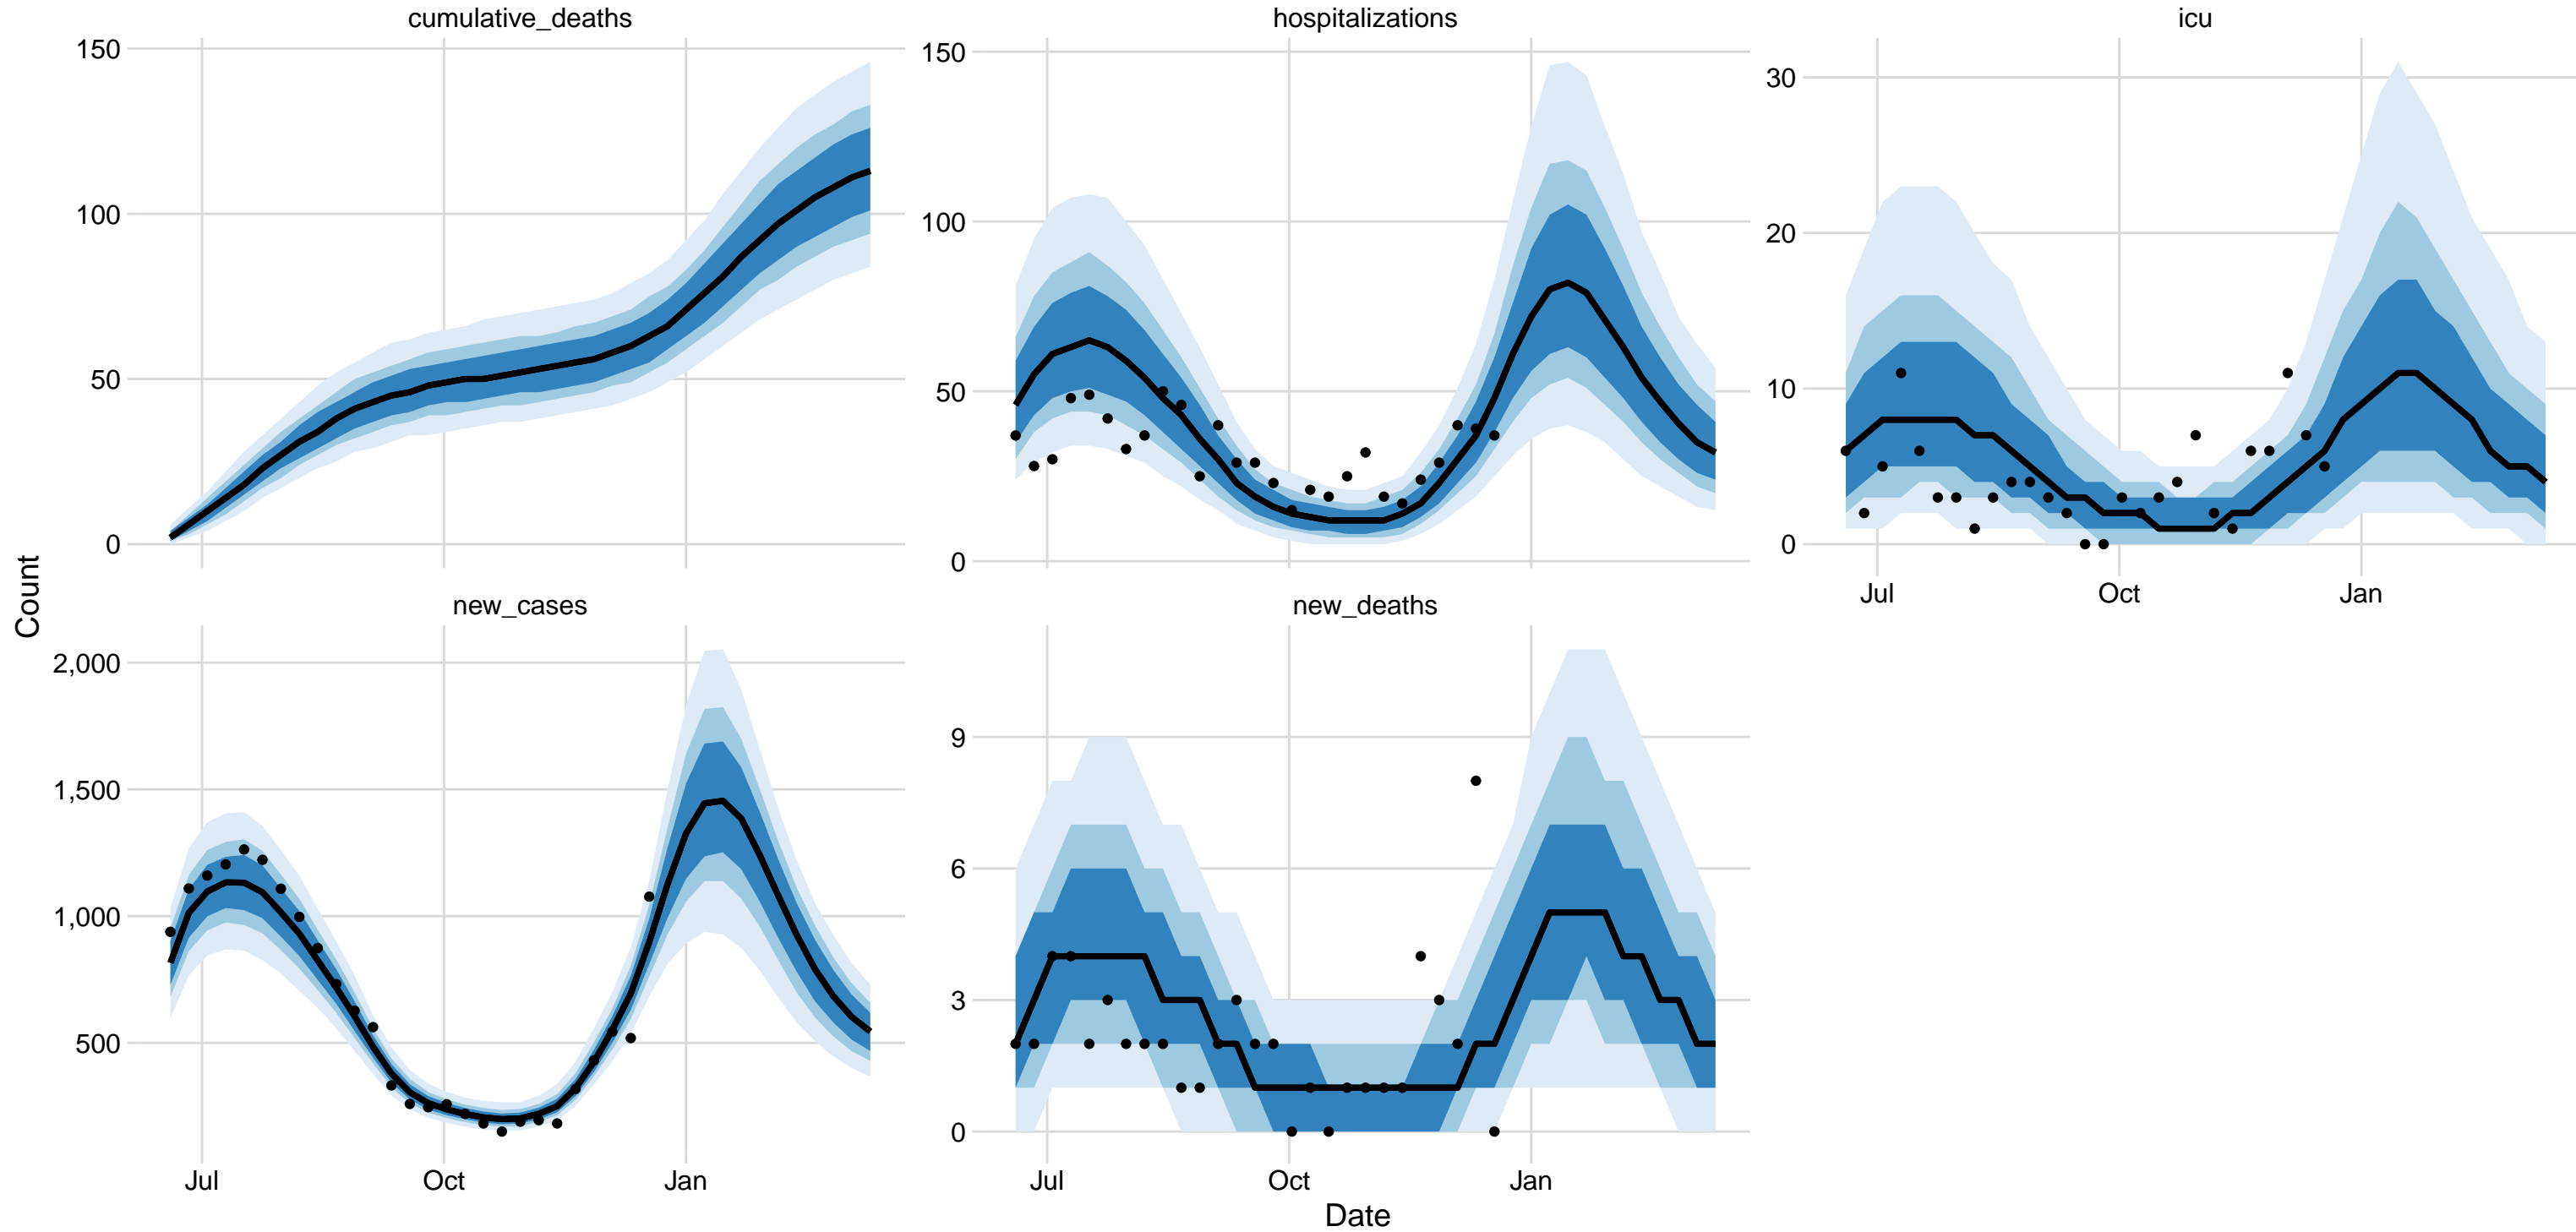 cumulative_deaths
hospitalizations
icu
150
100
50
0
150
100
50
0
30
20
10
0
Jul
Oct
Jan
Count
new_cases
new_deaths
2,000
1,500
1,000
500
9
6
3
0
Jul
Oct
Jan
Jul
Oct
Jan
Date